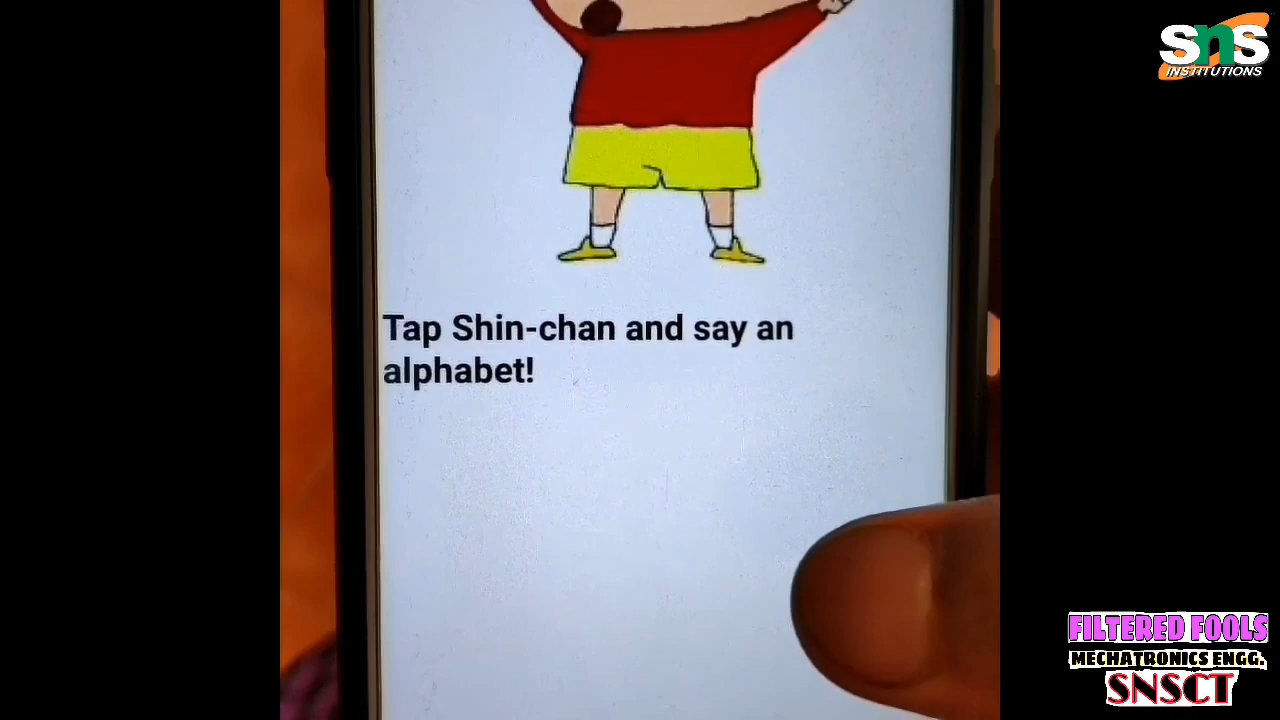 SNS
INSTITUTIONS
Tap Shin-chan and say an
alphabet!
FILTERED FOOLS
MECHATRONICS ENGG.
SNSCT